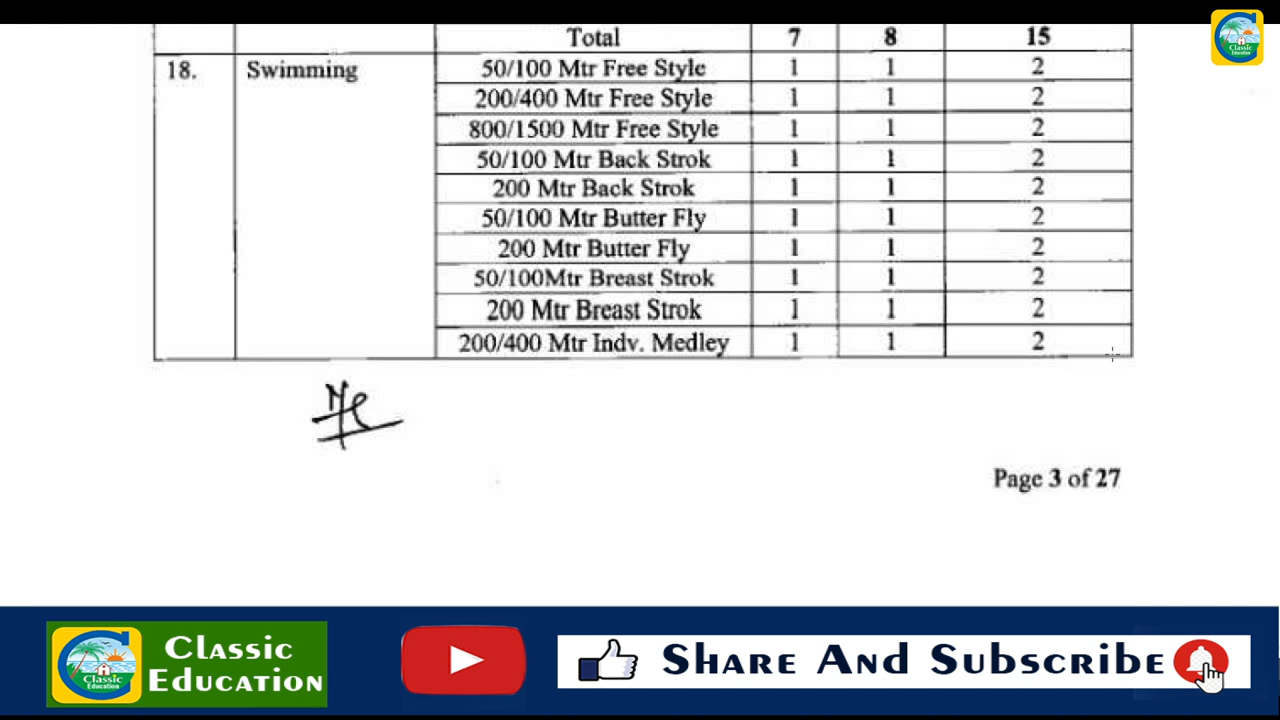 Total 7 8 15
18. Swimming 50/100 Mtr Free Style 1 1 2
200/400 Mtr Free Style 1 1 2
800/1500 Mtr Free Style 1 1 2
50/100 Mtr Back Strok 1 1 2
200 Mtr Back Strok 1 1 2
50/100 Mtr Butter Fly 1 1 2
200 Mtr Butter Fly 1 1 2
50/100Mtr Breast Strok 1 1 2
200 Mtr Breast Strok 1 1 2
200/400 Mtr Indv. Medley 1 1 2
Page 3 of 27
Classic
Education
Classic
Education
Classic
Education
Share And Subscribe